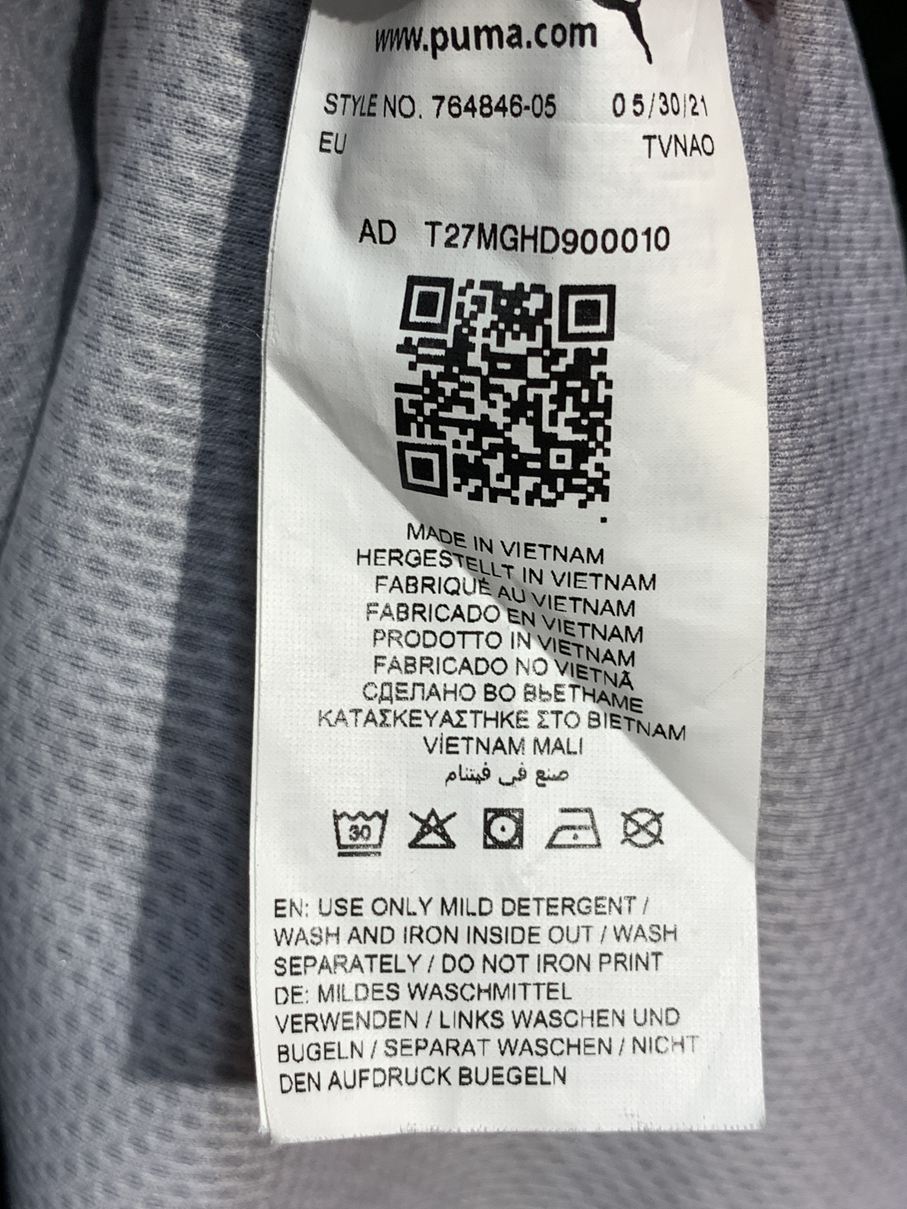 www.puma.com
STYLE NO. 764846-05 05/30/21
EU TVNAO
AD T27MGHD900010
MADE IN VIETNAM
HERGESTELLT IN VIETNAM
FABRIQUÉ AU VIETNAM
FABRICADO EN VIETNAM
PRODOTTO IN VIETNAM
FABRICADO NO VIETNÃ
СДЕЛАНО ВО ВЬЕТНАМЕ
ΚΑΤΑΣΚΕΥΑΣΤΗΚΕ ΣΤΟ ΒΙΕΤΝΑΜ
VİETNAM MALI
صنع في فيتنام
30
EN: USE ONLY MILD DETERGENT /
WASH AND IRON INSIDE OUT / WASH
SEPARATELY / DO NOT IRON PRINT
DE: MILDES WASCHMITTEL
VERWENDEN / LINKS WASCHEN UND
BUGELN / SEPARAT WASCHEN / NICHT
DEN AUFDRUCK BUEGELN